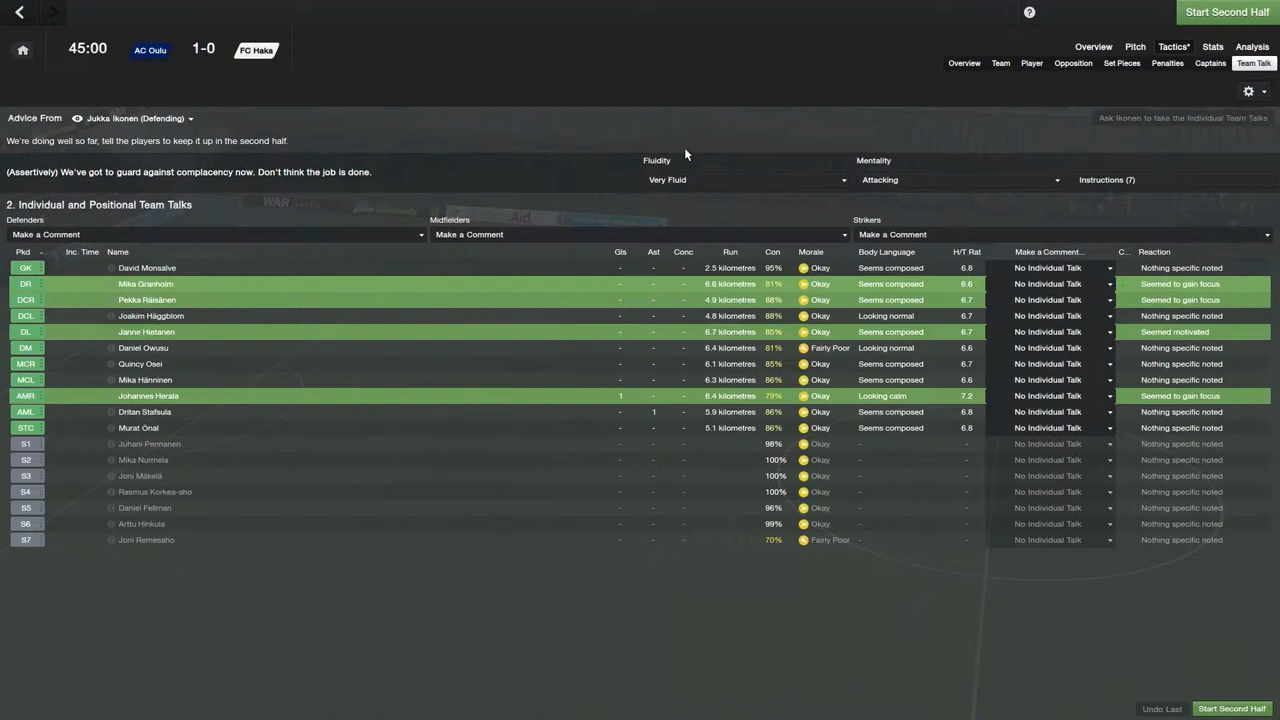 Start Second Half
45:00 AC Oulu 1-0 FC Haka
Overview Pitch Tactics* Stats Analysis
Overview Team Player Opposition Set Pieces Penalties Captains Team Talk
Advice From Jukka Ikonen (Defending) Ask Ikonen to take the Individual Team Talks
We're doing well so far, tell the players to keep it up in the second half.
Fluidity Mentality
(Assertively) We've got to guard against complacency now. Don't think the job is done. Very Fluid Attacking Instructions (7)
2. Individual and Positional Team Talks
Defenders Midfielders Strikers
Make a Comment Make a Comment Make a Comment
Pkd Inc. Time Name Gls Ast Conc Run Con Morale Body Language H/T Rat Make a Comment... C... Reaction
GK David Monsalve - - - 2.5 kilometres 95% Okay Seems composed 6.8 No Individual Talk Nothing specific noted
DR Mika Granholm - - - 6.6 kilometres 81% Okay Seems composed 6.6 No Individual Talk Seemed to gain focus
DCR Pekka Räisänen - - - 4.9 kilometres 88% Okay Seems composed 6.7 No Individual Talk Seemed to gain focus
DCL Joakim Häggblom - - - 4.8 kilometres 88% Okay Looking normal 6.7 No Individual Talk Nothing specific noted
DL Janne Hietanen - - - 6.7 kilometres 85% Okay Seems composed 6.7 No Individual Talk Seemed motivated
DM Daniel Owusu - - - 6.4 kilometres 81% Fairly Poor Looking normal 6.6 No Individual Talk Nothing specific noted
MCR Quincy Osei - - - 6.1 kilometres 85% Okay Seems composed 6.7 No Individual Talk Nothing specific noted
MCL Mika Hänninen - - - 6.3 kilometres 86% Okay Seems composed 6.6 No Individual Talk Nothing specific noted
AMR Johannes Herala 1 - - 6.4 kilometres 79% Okay Looking calm 7.2 No Individual Talk Seemed to gain focus
AML Dritan Stafsula - 1 - 5.9 kilometres 86% Okay Seems composed 6.8 No Individual Talk Nothing specific noted
STC Murat Önal - - - 5.1 kilometres 86% Okay Seems composed 6.8 No Individual Talk Nothing specific noted
S1 Juhani Pennanen - - - 98% Okay - - No Individual Talk Nothing specific noted
S2 Mika Nurmela - - - 100% Okay - - No Individual Talk Nothing specific noted
S3 Joni Mäkelä - - - 100% Okay - - No Individual Talk Nothing specific noted
S4 Rasmus Korkea-aho - - - 100% Okay - - No Individual Talk Nothing specific noted
S5 Daniel Fellman - - - 96% Okay - - No Individual Talk Nothing specific noted
S6 Arttu Hinkula - - - 99% Okay - - No Individual Talk Nothing specific noted
S7 Joni Remesaho - - - 70% Fairly Poor - - No Individual Talk Nothing specific noted
Undo Last Start Second Half